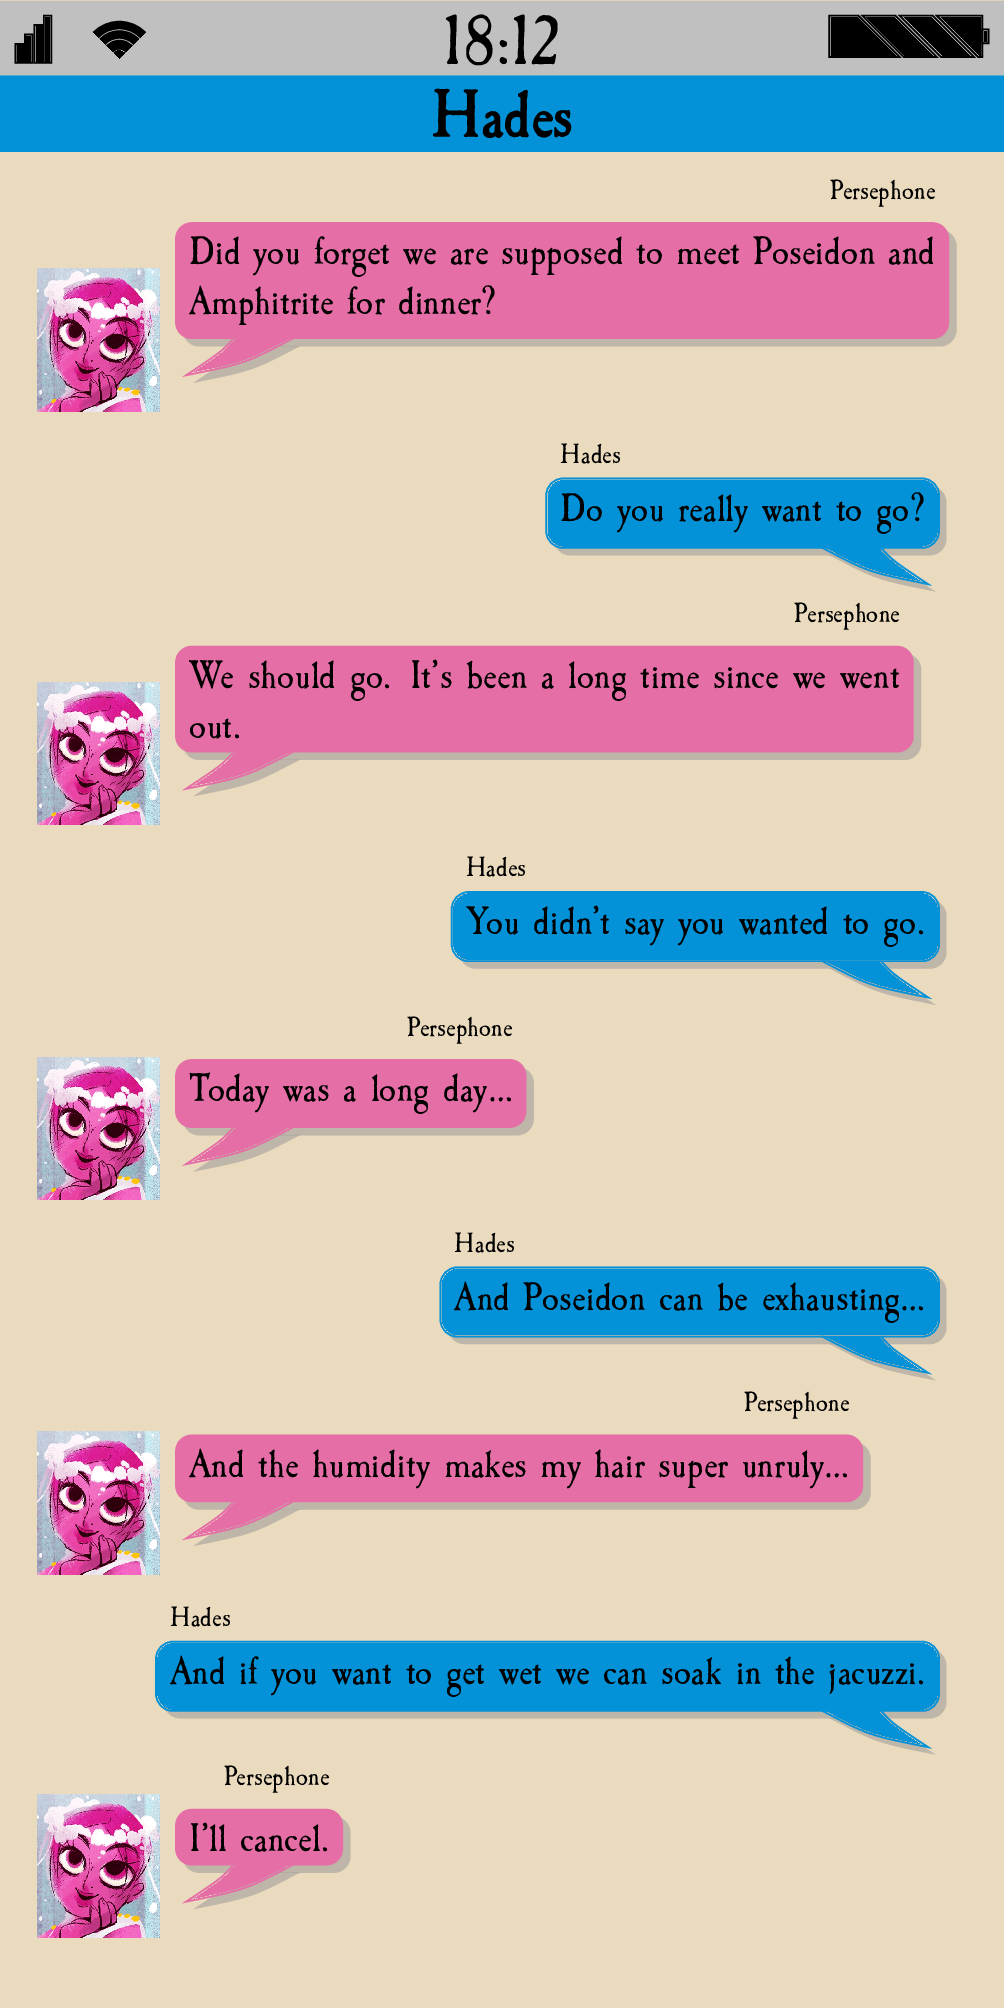 18:12
Hades
Persephone
Did you forget we are supposed to meet Poseidon and
Amphitrite for dinner?
Hades
Do you really want to go?
Persephone
We should go. It's been a long time since we went
out.
Hades
You didn't say you wanted to go.
Persephone
Today was a long day...
Hades
And Poseidon can be exhausting...
Persephone
And the humidity makes my hair super unruly...
Hades
And if you want to get wet we can soak in the jacuzzi.
Persephone
I'll cancel.